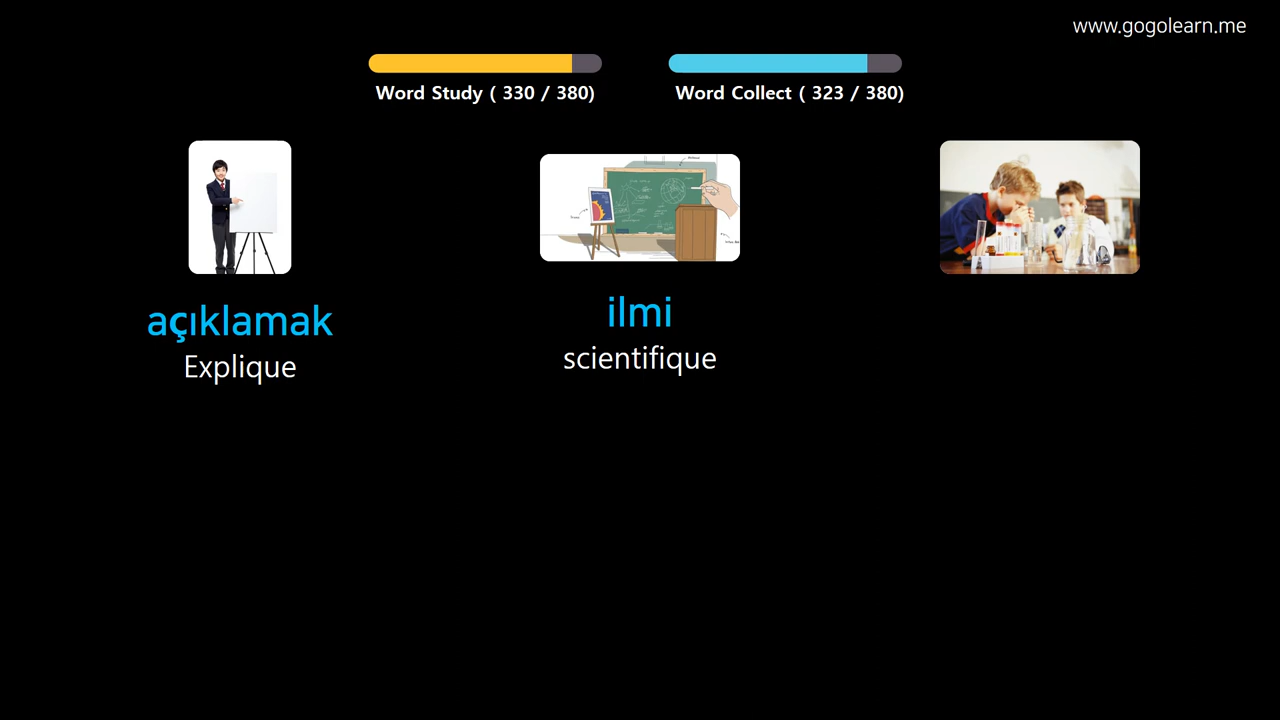 www.gogolearn.me
Word Study ( 330 / 380)
Word Collect ( 323 / 380)
açıklamak
Explique
ilmi
scientifique